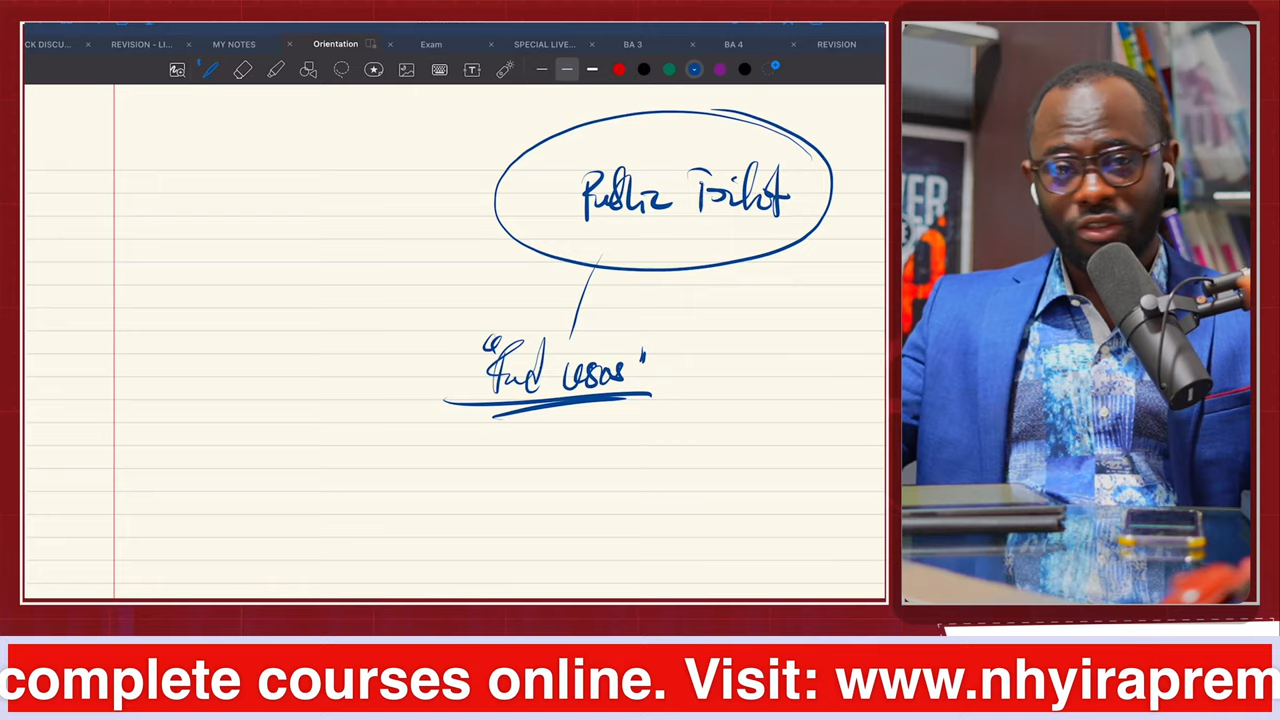 CK DISCU...
REVISION - LI...
MY NOTES
Orientation
Exam
SPECIAL LIVE...
BA 3
BA 4
REVISION
T
Public Toilet
"End users"
complete courses online. Visit: www.nhyiraprem